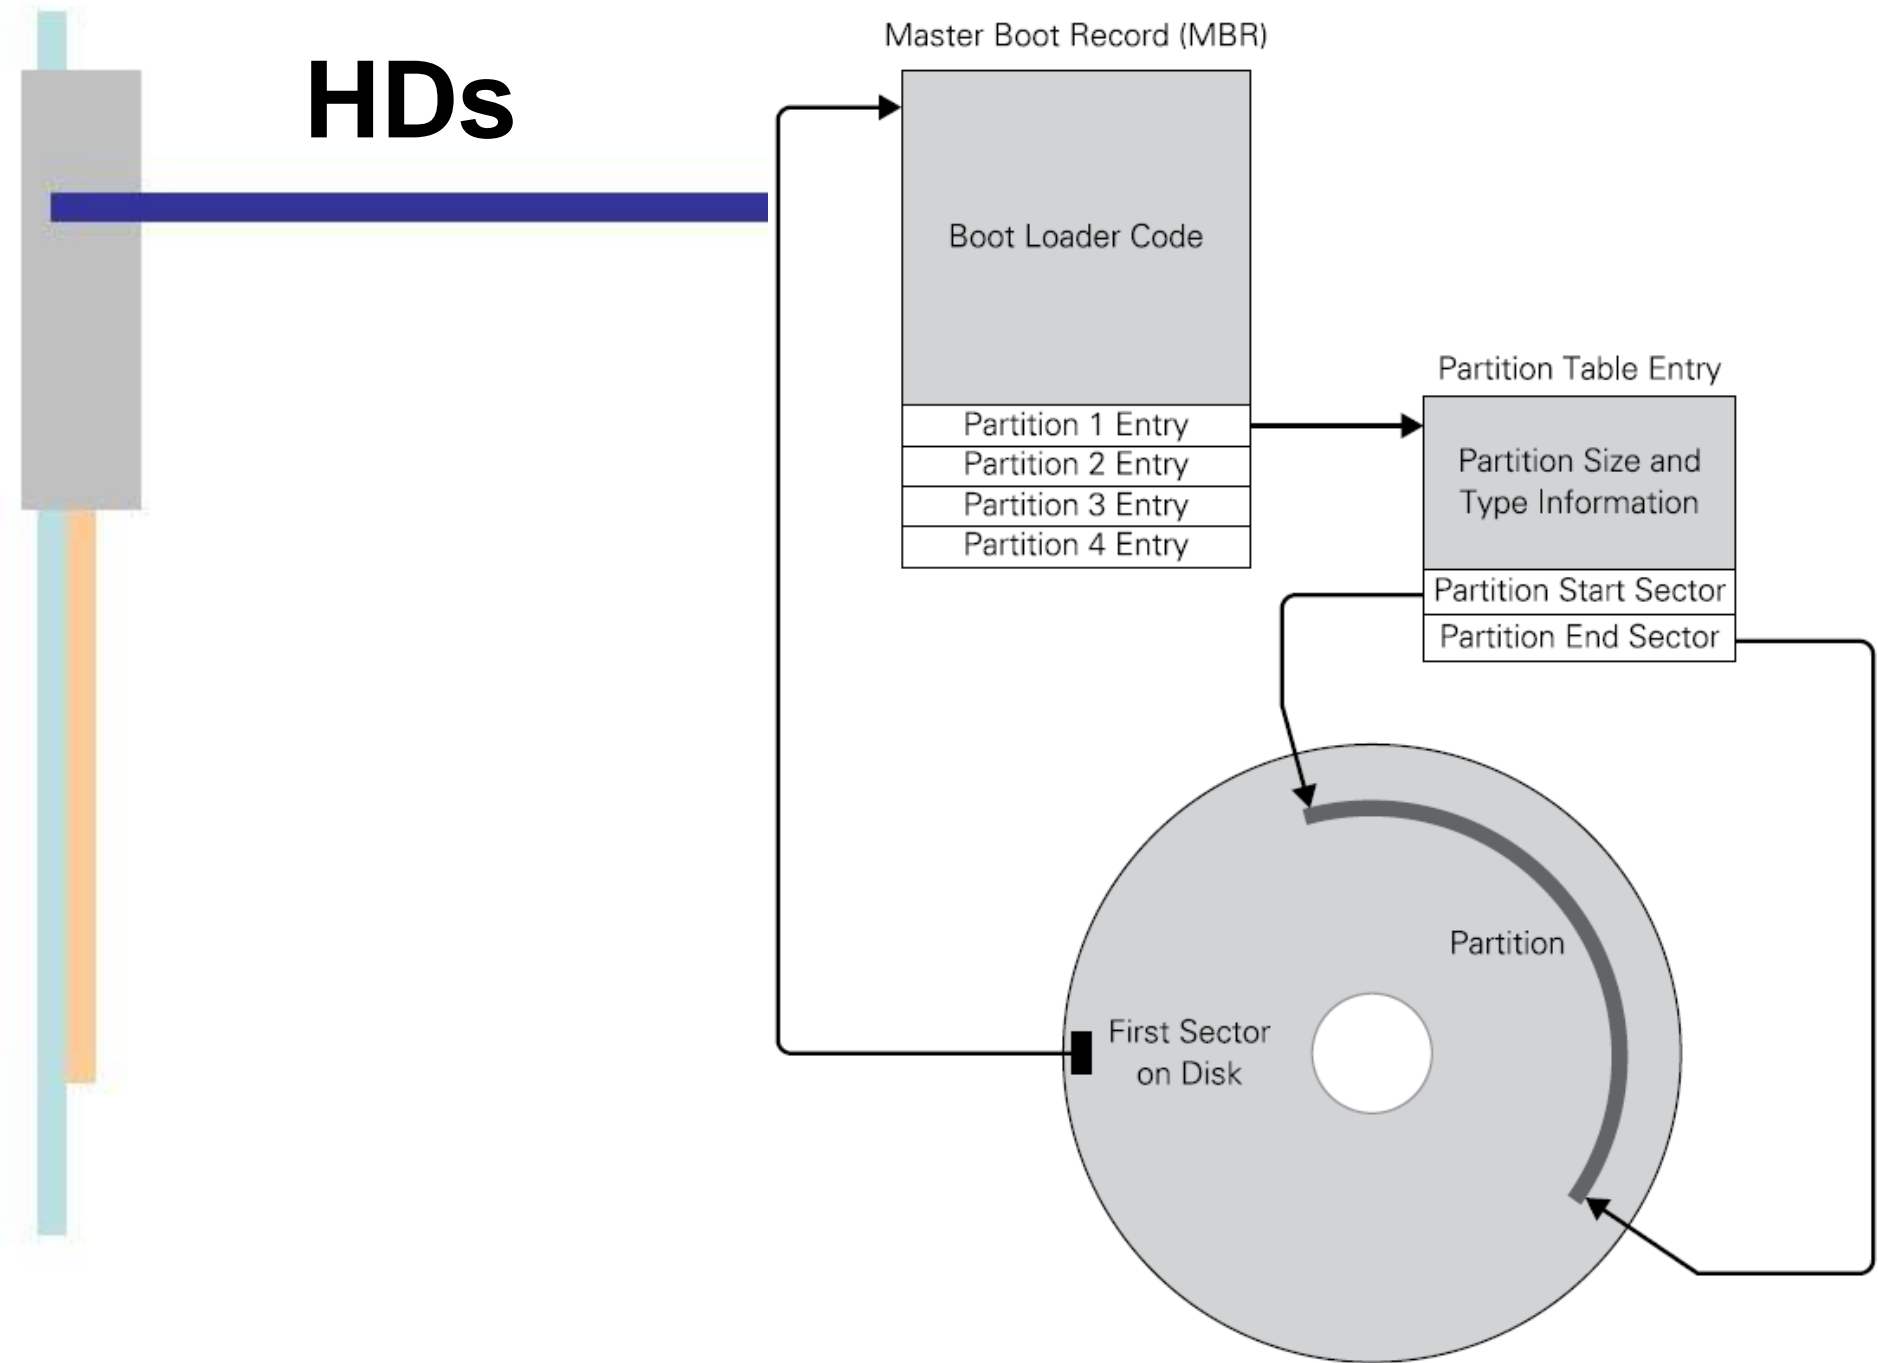 HDs
Master Boot Record (MBR)
Boot Loader Code
Partition 1 Entry
Partition 2 Entry
Partition 3 Entry
Partition 4 Entry
Partition Table Entry
Partition Size and
Type Information
Partition Start Sector
Partition End Sector
Partition
First Sector
on Disk